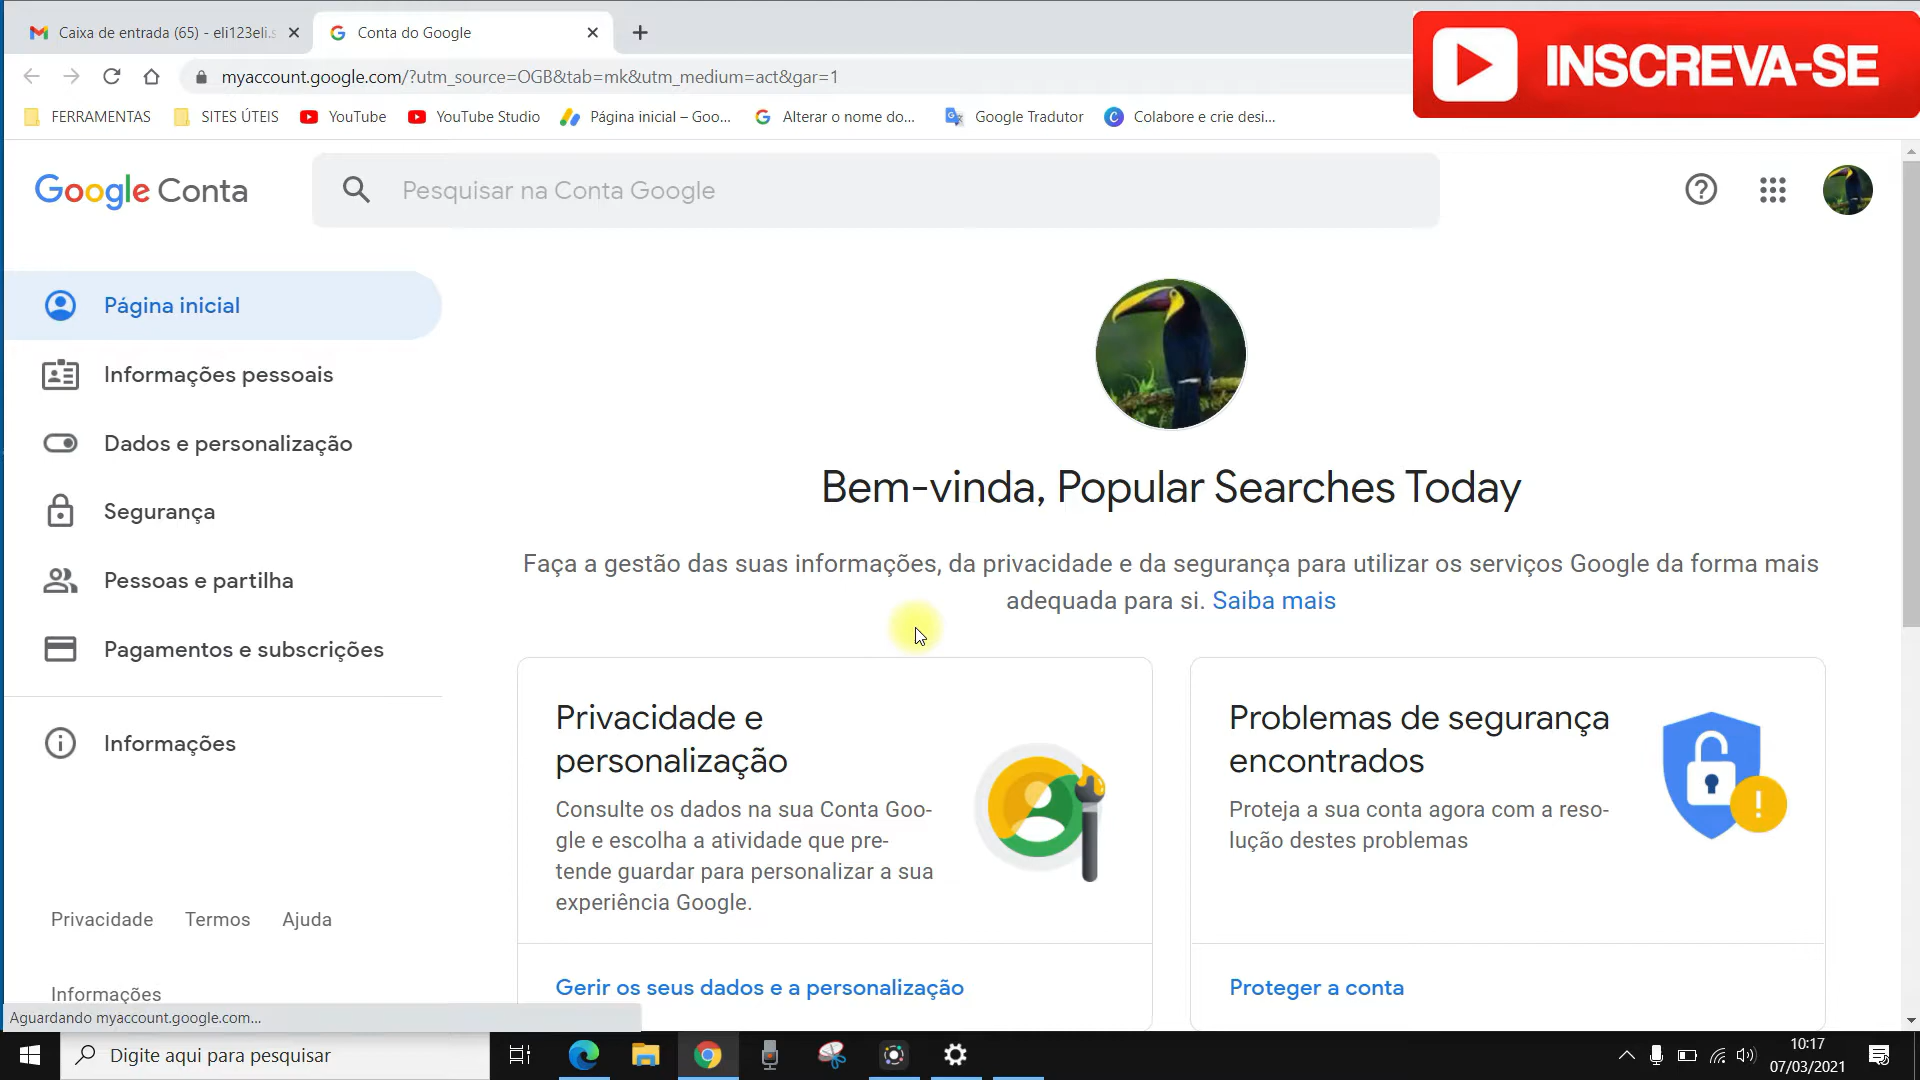 Caixa de entrada (65) - eli123eli.s
Conta do Google
INSCREVA-SE
myaccount.google.com/?utm_source=OGB&tab=mk&utm_medium=act&gar=1
FERRAMENTAS
SITES ÚTEIS
YouTube
YouTube Studio
Página inicial – Goo...
Alterar o nome do...
Google Tradutor
Colabore e crie desi...
Google Conta
Pesquisar na Conta Google
Página inicial
Informações pessoais
Dados e personalização
Segurança
Pessoas e partilha
Pagamentos e subscrições
Informações
Privacidade
Termos
Ajuda
Informações
Bem-vinda, Popular Searches Today
Faça a gestão das suas informações, da privacidade e da segurança para utilizar os serviços Google da forma mais
adequada para si. Saiba mais
Privacidade e
personalização
Consulte os dados na sua Conta Goo-
gle e escolha a atividade que pre-
tende guardar para personalizar a sua
experiência Google.
Gerir os seus dados e a personalização
Problemas de segurança
encontrados
Proteja a sua conta agora com a reso-
lução destes problemas
Proteger a conta
Aguardando myaccount.google.com...
Digite aqui para pesquisar
10:17
07/03/2021